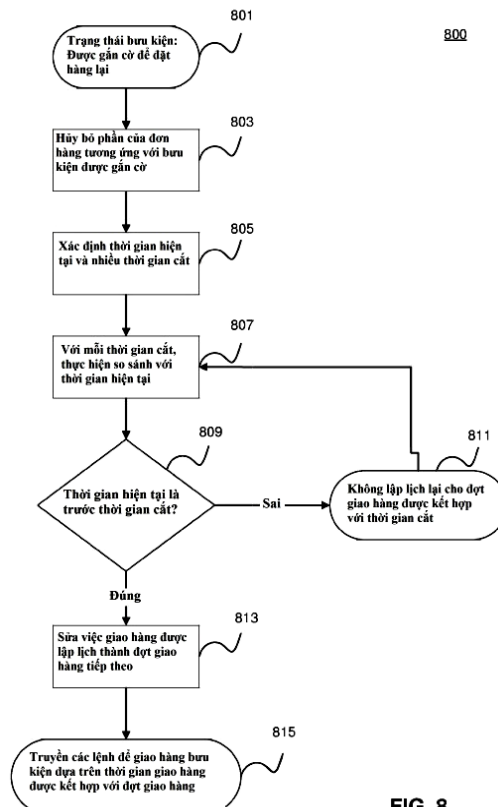 801
800
Trạng thái bưu kiện:
Được gắn cờ để đặt
hàng lại
803
Hủy bỏ phần của đơn
hàng tương ứng với bưu
kiện được gắn cờ
805
Xác định thời gian hiện
tại và nhiều thời gian cắt
807
Với mỗi thời gian cắt,
thực hiện so sánh với
thời gian hiện tại
809
811
Thời gian hiện tại là
trước thời gian cắt?
Sai
Không lập lịch lại cho đợt
giao hàng được kết hợp
với thời gian cắt
Đúng
813
Sửa việc giao hàng được
lập lịch thành đợt giao
hàng tiếp theo
815
Truyền các lệnh để giao hàng bưu
kiện dựa trên thời gian giao hàng
được kết hợp với đợt giao hàng
FIG. 8